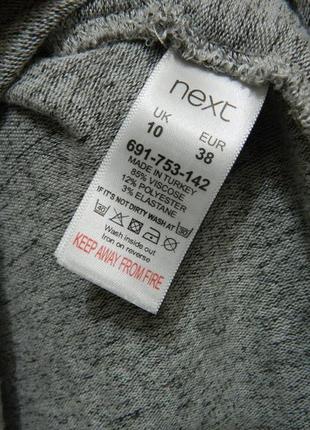 next
UK EUR
10 38
691-753-142
MADE IN TURKEY
85% VISCOSE
12% POLYESTER
3% ELASTANE
IF IT'S NOT DIRTY WASH AT
Wash inside out
Iron on reverse
KEEP AWAY FROM FIRE